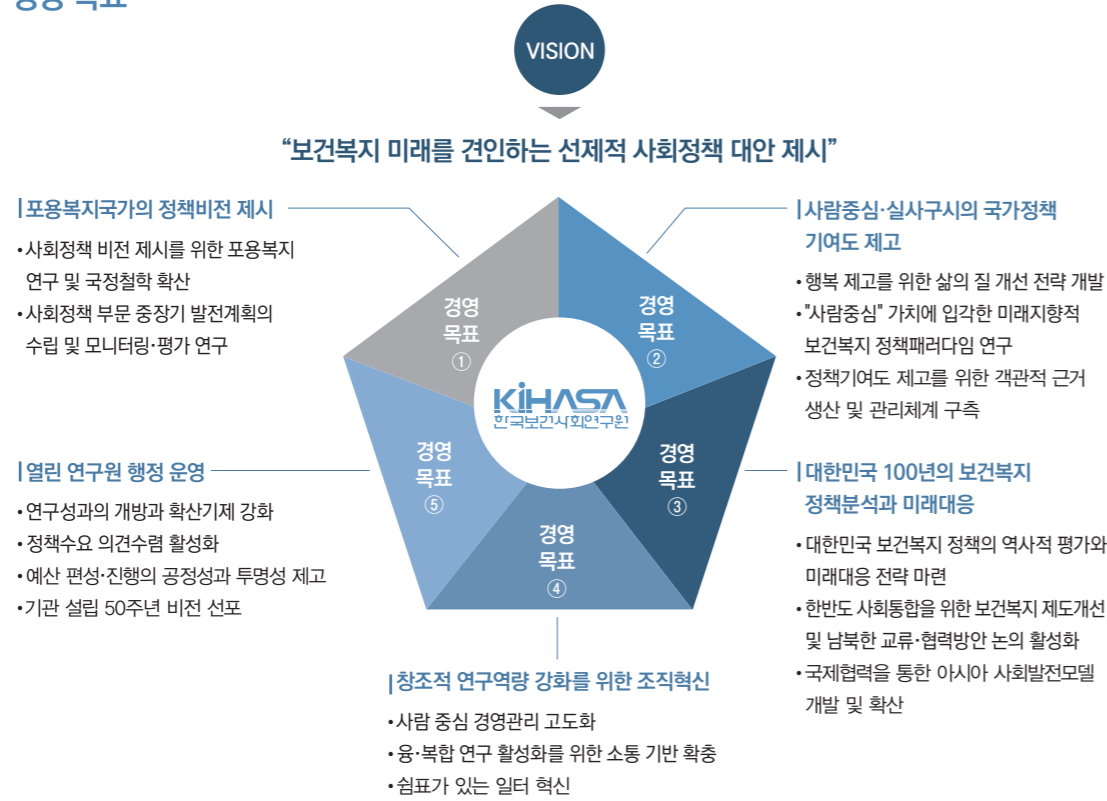 경영 목표
VISION
“보건복지 미래를 견인하는 선제적 사회정책 대안 제시”
포용복지국가의 정책비전 제시
•사회정책 비전 제시를 위한 포용복지
연구 및 국정철학 확산
•사회정책 부문 중장기 발전계획의
수립 및 모니터링·평가 연구
사람중심·실사구시의 국가정책
기여도 제고
•행복 제고를 위한 삶의 질 개선 전략 개발
•"사람중심" 가치에 입각한 미래지향적
보건복지 정책패러다임 연구
•정책기여도 제고를 위한 객관적 근거
생산 및 관리체계 구축
경영
목표
①
경영
목표
②
KiHASA
한국보건사회연구원
경영
목표
⑤
경영
목표
③
경영
목표
④
열린 연구원 행정 운영
•연구성과의 개방과 확산기제 강화
•정책수요 의견수렴 활성화
•예산 편성·진행의 공정성과 투명성 제고
•기관 설립 50주년 비전 선포
대한민국 100년의 보건복지
정책분석과 미래대응
•대한민국 보건복지 정책의 역사적 평가와
미래대응 전략 마련
•한반도 사회통합을 위한 보건복지 제도개선
및 남북한 교류·협력방안 논의 활성화
•국제협력을 통한 아시아 사회발전모델
개발 및 확산
창조적 연구역량 강화를 위한 조직혁신
•사람 중심 경영관리 고도화
•융·복합 연구 활성화를 위한 소통 기반 확충
•쉼표가 있는 일터 혁신